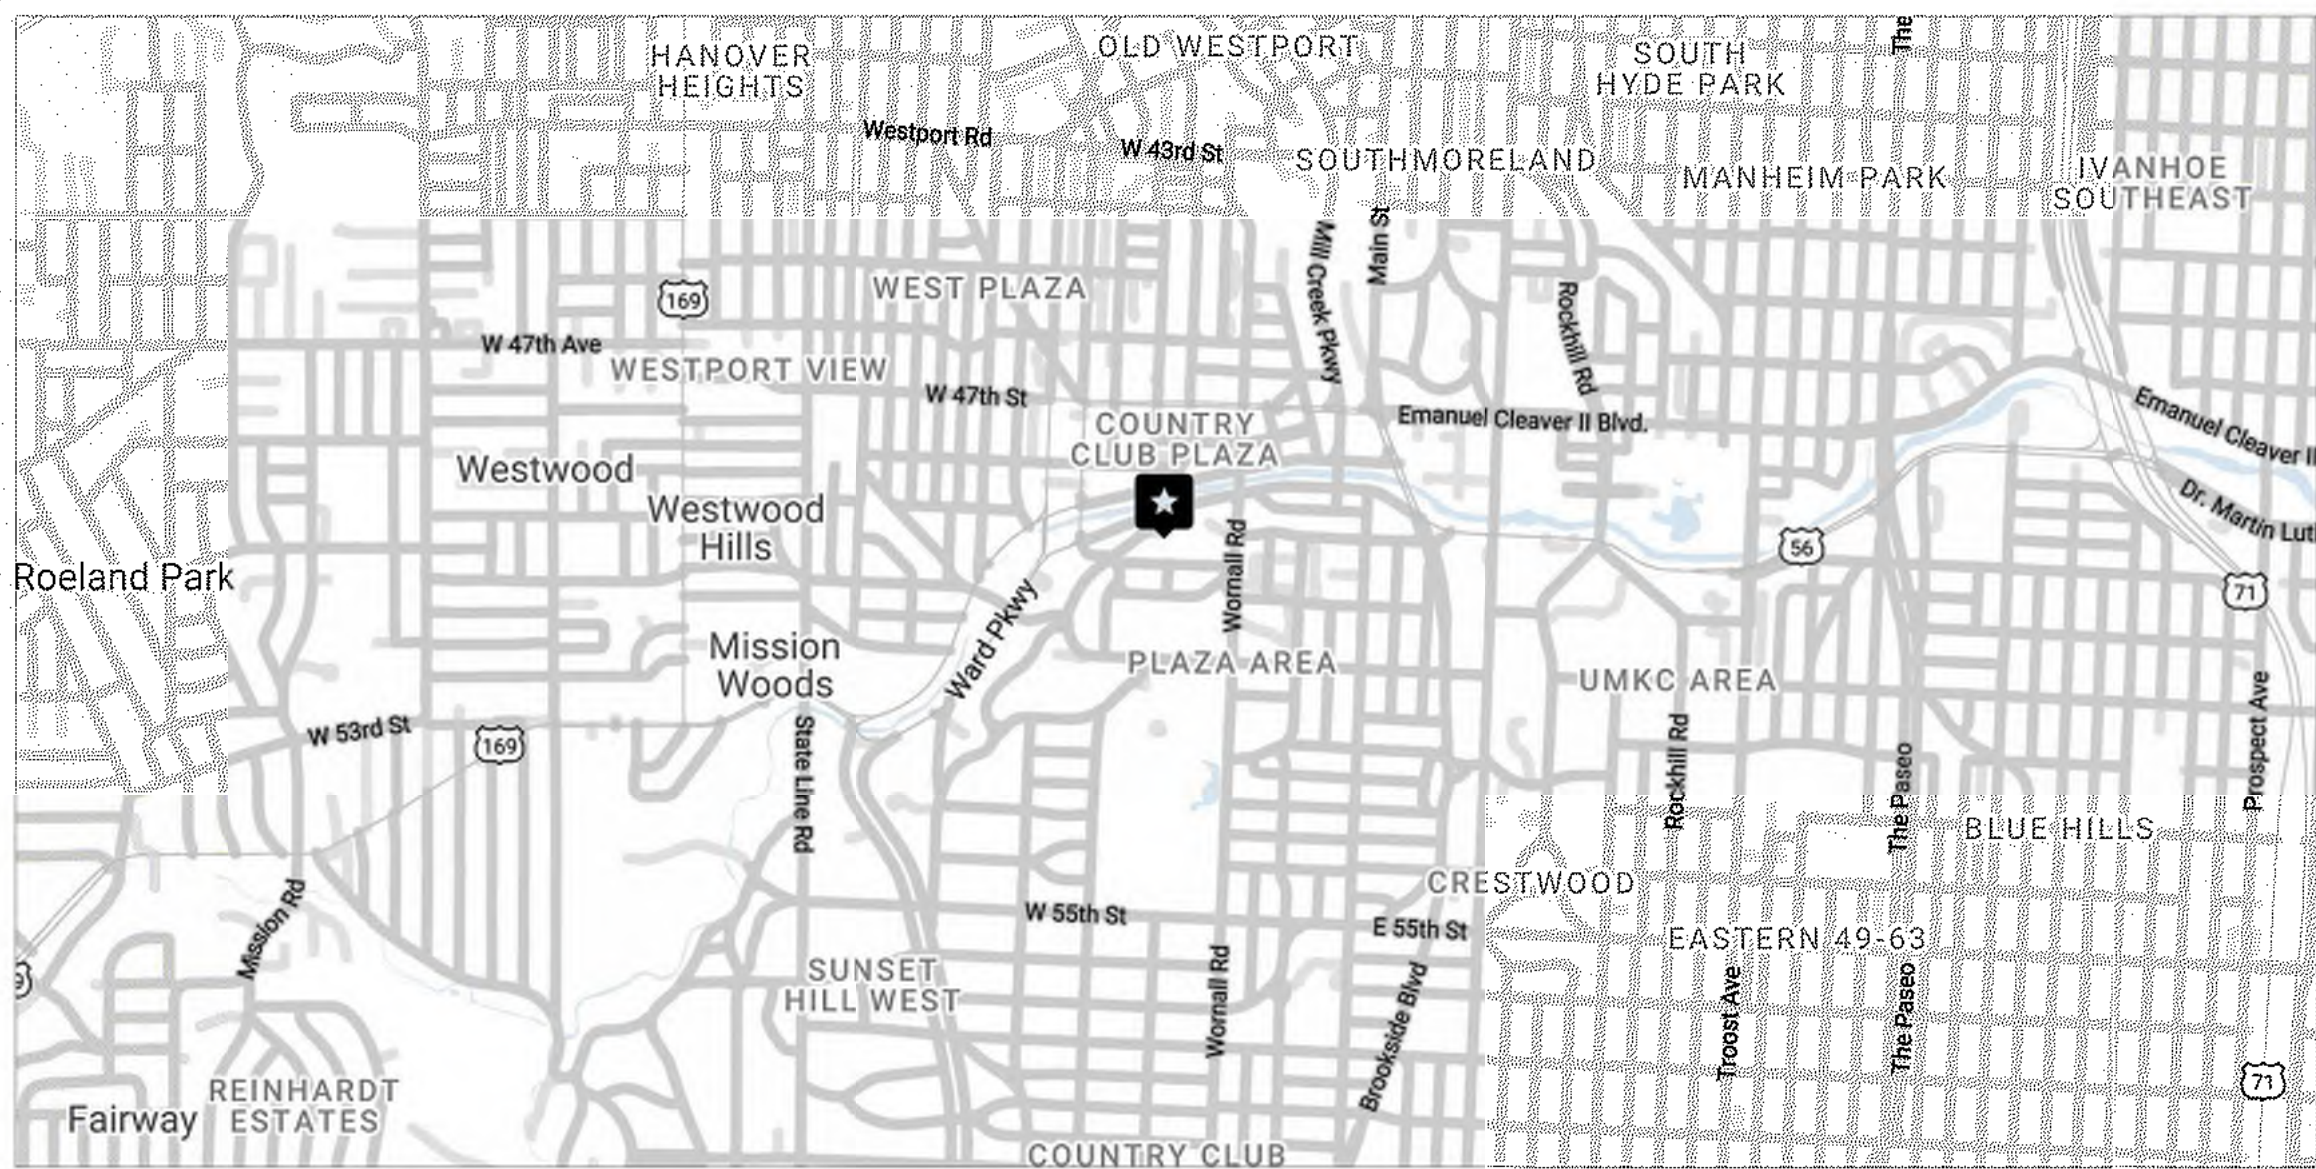 HANOVER
HEIGHTS
OLD WESTPORT
SOUTH
HYDE PARK
The
Westport Rd
W 43rd St
SOUTHMORELAND
MANHEIM PARK
IVANHOE
SOUTHEAST
Mill Creek Pkwy
Main St
WEST PLAZA
169
Rockhill Rd
W 47th Ave
WESTPORT VIEW
W 47th St
COUNTRY
CLUB PLAZA
Emanuel Cleaver II Blvd.
Emanuel Cleaver II
Westwood
Westwood
Hills
Dr. Martin Lut
Roeland Park
Wornall Rd
56
71
Ward Pkwy
Mission
Woods
PLAZA AREA
UMKC AREA
W 53rd St
169
State Line Rd
Rockhill Rd
The Paseo
Prospect Ave
BLUE HILLS
CRESTWOOD
Mission Rd
W 55th St
E 55th St
EASTERN 49-63
9
SUNSET
HILL WEST
Wornall Rd
Brookside Blvd
Troost Ave
The Paseo
71
REINHARDT
ESTATES
Fairway
COUNTRY CLUB